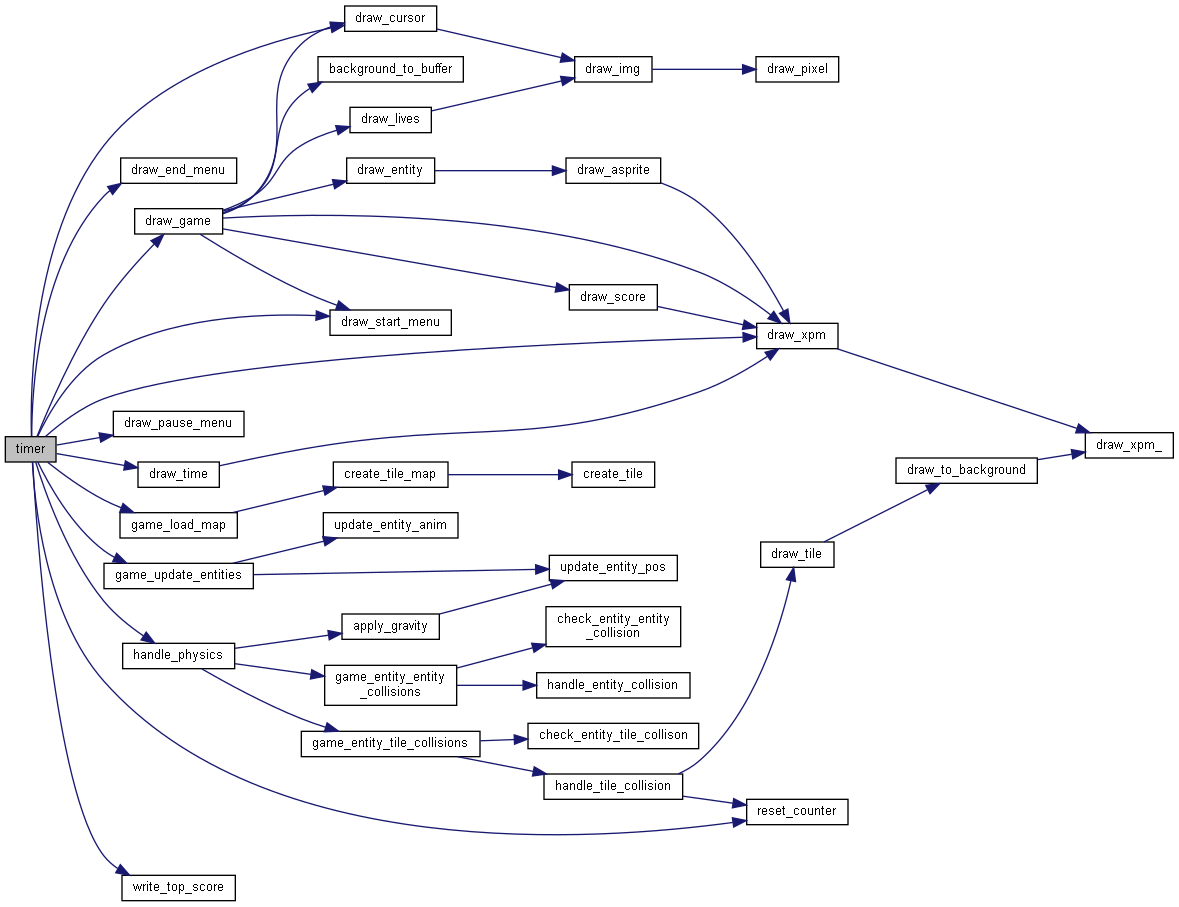 draw_cursor
background_to_buffer
draw_img
draw_pixel
draw_lives
draw_end_menu
draw_entity
draw_asprite
draw_game
draw_score
draw_start_menu
draw_xpm
draw_pause_menu
timer
draw_xpm_
draw_time
create_tile_map
create_tile
draw_to_background
game_load_map
update_entity_anim
draw_tile
game_update_entities
update_entity_pos
apply_gravity
check_entity_entity
_collision
handle_physics
game_entity_entity
_collisions
handle_entity_collision
game_entity_tile_collisions
check_entity_tile_collison
handle_tile_collision
reset_counter
write_top_score